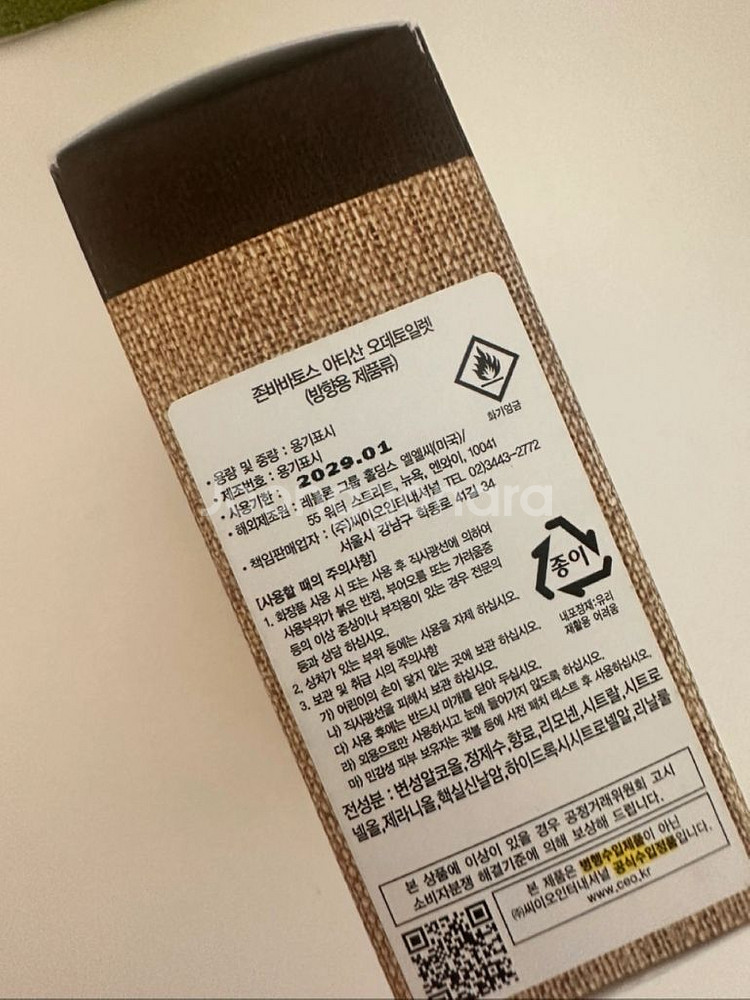 존바바토스 아티산 오데토일렛
(방향용 제품류)
화기엄금
• 용량 및 중량 : 용기표시
• 제조번호 : 용기표시
• 사용기한 : 2029.01
• 해외제조원 : 레블론 그룹 홀딩스 엘엘씨(미국)/
55 워터 스트리트, 뉴욕, 엔와이, 10041
• 책임판매업자 : (주)씨이오인터내셔널 TEL 02)3443-2772
서울시 강남구 학동로 41길 34
[사용할 때의 주의사항]
1. 화장품 사용 시 또는 사용 후 직사광선에 의하여
사용부위가 붉은 반점, 부어오름 또는 가려움증
등의 이상 증상이나 부작용이 있는 경우 전문의
등과 상담 하십시오.
2. 상처가 있는 부위 등에는 사용을 자제 하십시오.
3. 보관 및 취급 시의 주의사항
가) 어린이의 손이 닿지 않는 곳에 보관 하십시오.
나) 직사광선을 피해서 보관 하십시오.
다) 사용 후에는 반드시 마개를 닫아 두십시오.
라) 외용으로만 사용하시고 눈에 들어가지 않도록 하십시오.
마) 민감성 피부 보유자는 귓볼 등에 사전 패치 테스트 후 사용하십시오.
종이
내포장재:유리
재활용 어려움
전성분 : 변성알코올,정제수,향료,리모넨,시트랄,시트로
넬올,제라니올,헥실신남알,하이드록시시트로넬알,리날룰
본 상품에 이상이 있을 경우 공정거래위원회 고시
소비자분쟁 해결기준에 의해 보상해 드립니다.
본 제품은 병행수입제품이 아닌
(주)씨이오인터내셔널 공식수입정품입니다.
www.ceo.kr